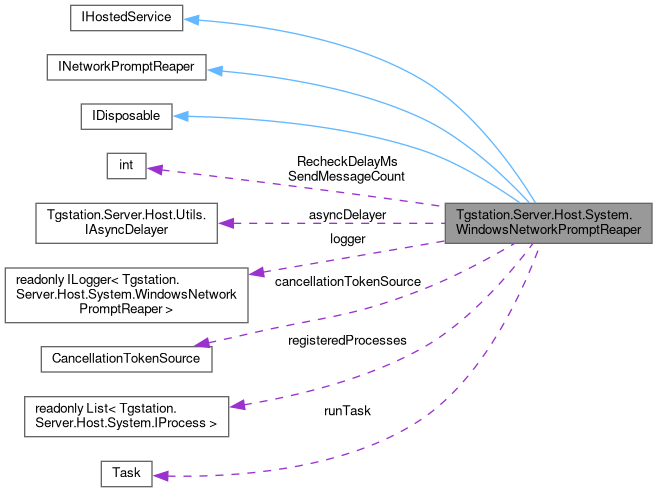 IHostedService
INetworkPromptReaper
IDisposable
int
RecheckDelayMs
SendMessageCount
Tgstation.Server.Host.Utils.
IAsyncDelayer
asyncDelayer
Tgstation.Server.Host.System.
WindowsNetworkPromptReaper
logger
readonly ILogger< Tgstation.
Server.Host.System.WindowsNetwork
PromptReaper >
cancellationTokenSource
CancellationTokenSource
registeredProcesses
readonly List< Tgstation.
Server.Host.System.IProcess >
runTask
Task